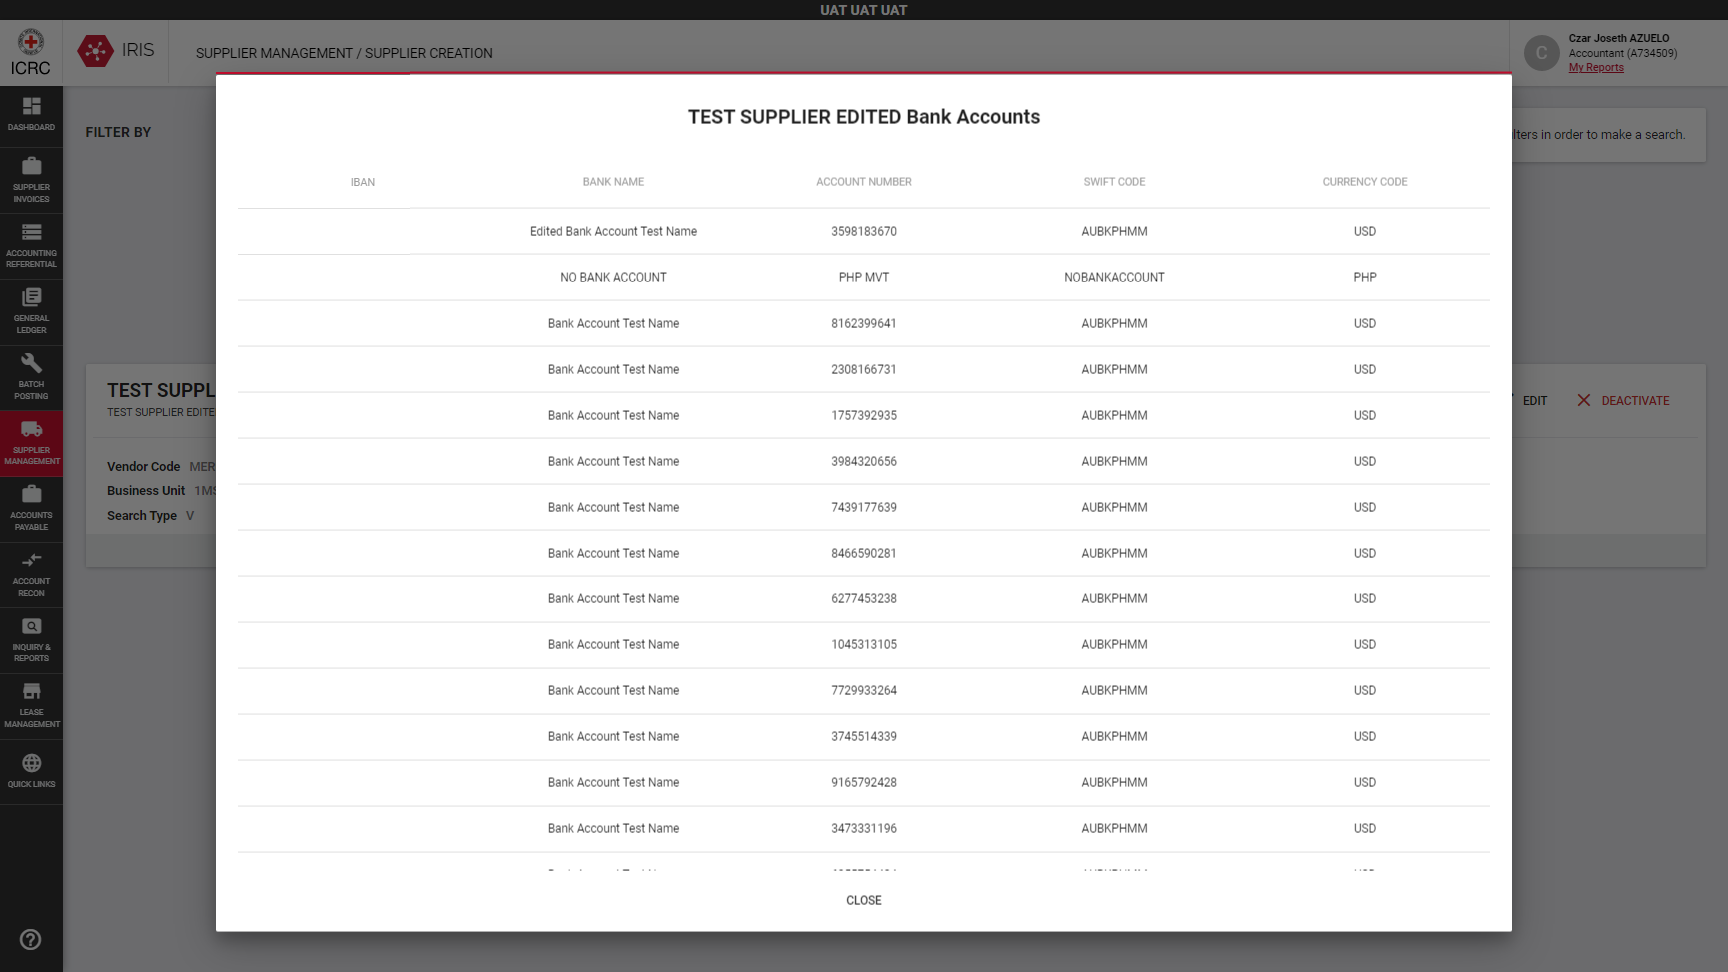 UAT UAT UAT
ICRC
IRIS
SUPPLIER MANAGEMENT / SUPPLIER CREATION
C
Czar Joseth AZUELO
Accountant (A734509)
My Reports
DASHBOARD
SUPPLIER
INVOICES
ACCOUNTING
REFERENTIAL
GENERAL
LEDGER
BATCH
POSTING
SUPPLIER
MANAGEMENT
ACCOUNTS
PAYABLE
ACCOUNT
RECON
INQUIRY &
REPORTS
LEASE
MANAGEMENT
QUICK LINKS
FILTER BY
in order to make a search.
TEST SUPPL
TEST SUPPLIER EDITE
EDIT
DEACTIVATE
Vendor Code MER
Business Unit 1MS
Search Type V
TEST SUPPLIER EDITED Bank Accounts
IBAN BANK NAME ACCOUNT NUMBER SWIFT CODE CURRENCY CODE
Edited Bank Account Test Name 3598183670 AUBKPHMM USD
NO BANK ACCOUNT PHP MVT NOBANKACCOUNT PHP
Bank Account Test Name 8162399641 AUBKPHMM USD
Bank Account Test Name 2308166731 AUBKPHMM USD
Bank Account Test Name 1757392935 AUBKPHMM USD
Bank Account Test Name 3984320656 AUBKPHMM USD
Bank Account Test Name 7439177639 AUBKPHMM USD
Bank Account Test Name 8466590281 AUBKPHMM USD
Bank Account Test Name 6277453238 AUBKPHMM USD
Bank Account Test Name 1045313105 AUBKPHMM USD
Bank Account Test Name 7729933264 AUBKPHMM USD
Bank Account Test Name 3745514339 AUBKPHMM USD
Bank Account Test Name 9165792428 AUBKPHMM USD
Bank Account Test Name 3473331196 AUBKPHMM USD
CLOSE